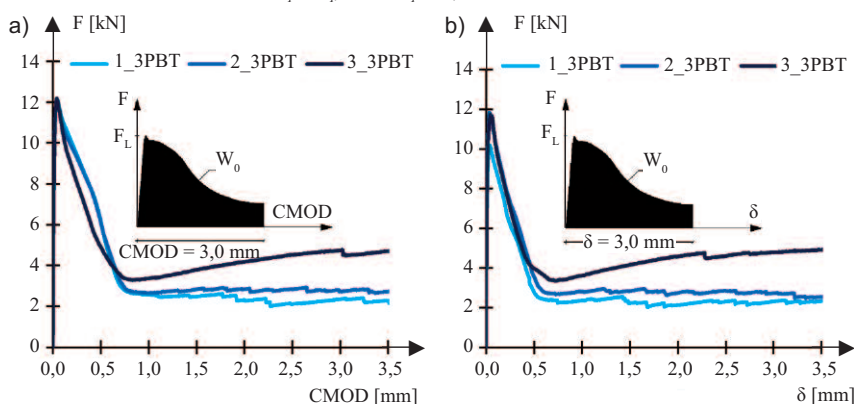 a) F [kN]
1_3PBT 2_3PBT 3_3PBT
14
12
10
8
6
4
2
0
0,0 0,5 1,0 1,5 2,0 2,5 3,0 3,5
CMOD [mm]
F
F_L
W_0
CMOD
CMOD = 3,0 mm
b) F [kN]
1_3PBT 2_3PBT 3_3PBT
14
12
10
8
6
4
2
0
0,0 0,5 1,0 1,5 2,0 2,5 3,0 3,5
δ [mm]
F
F_L
W_0
δ
δ = 3,0 mm